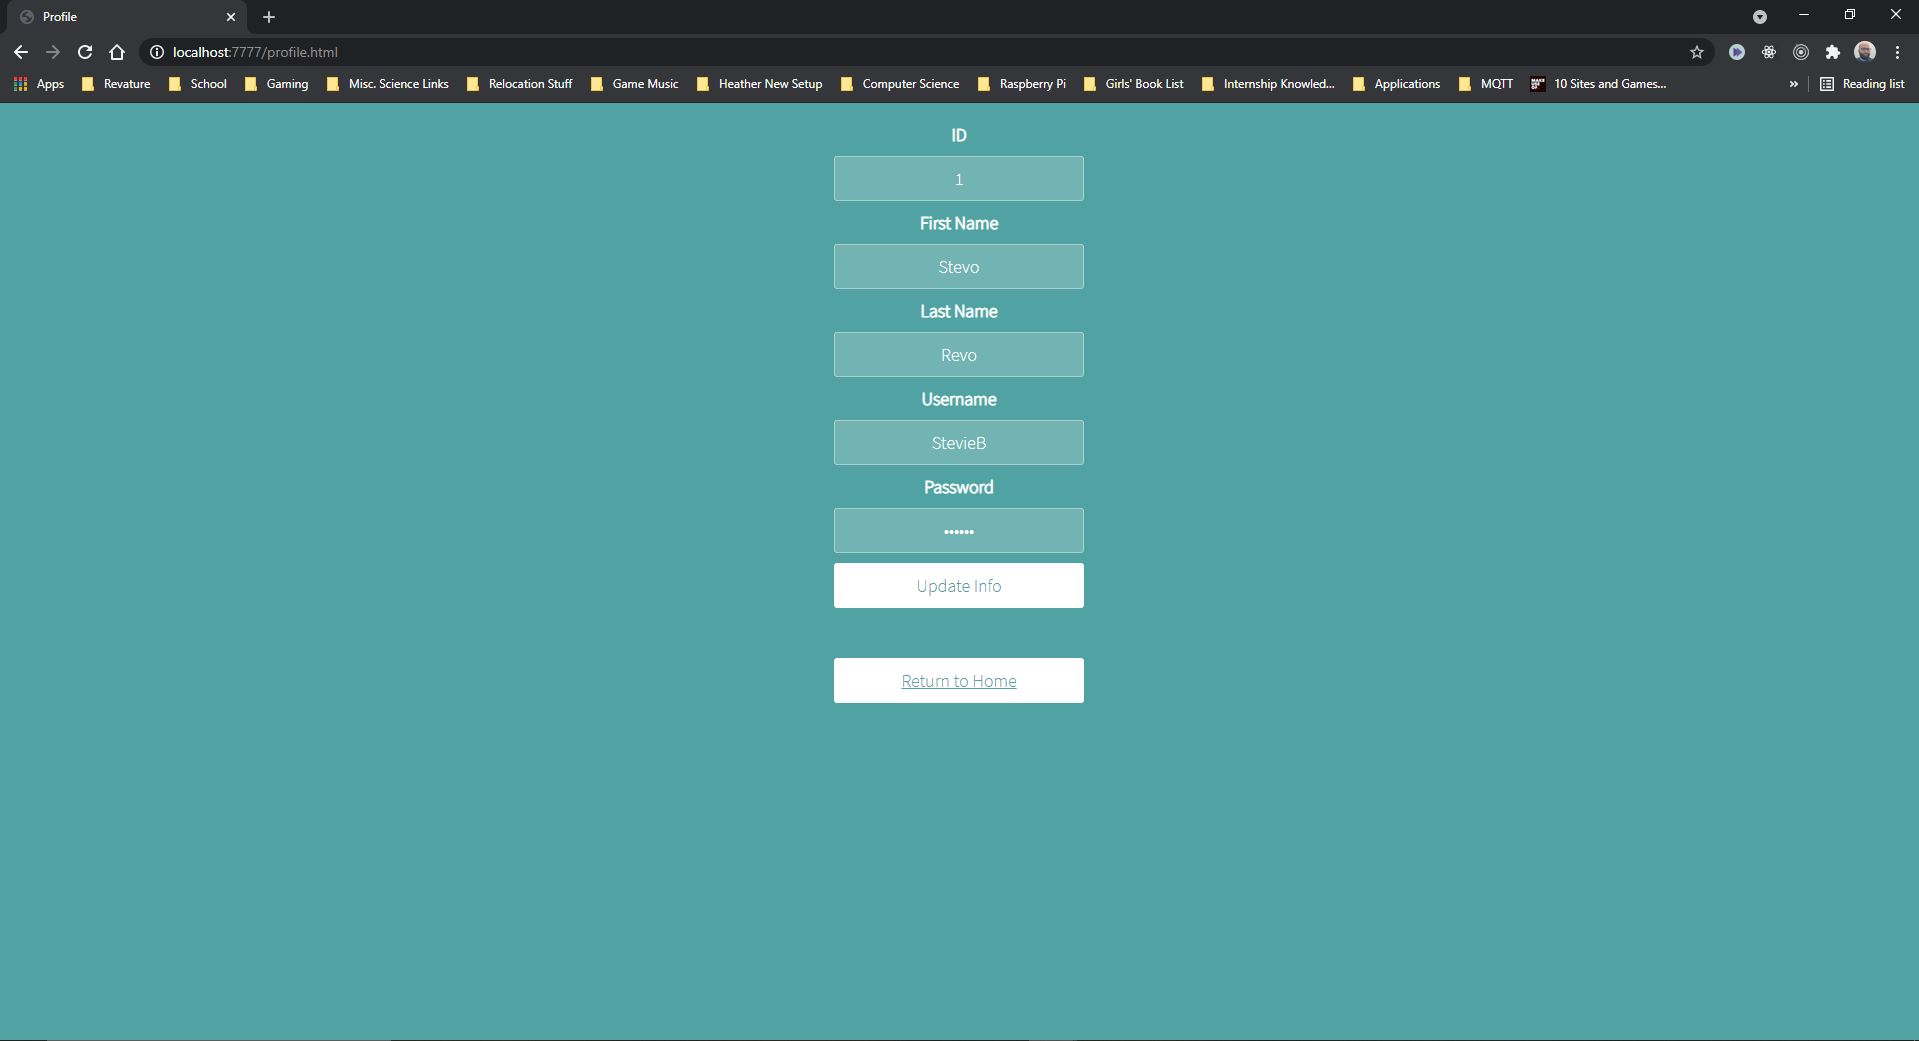 Profile
localhost:7777/profile.html
Apps Revature School Gaming Misc. Science Links Relocation Stuff Game Music Heather New Setup Computer Science Raspberry Pi Girls' Book List Internship Knowled... Applications MQTT 10 Sites and Games... » Reading list
ID
1
First Name
Stevo
Last Name
Revo
Username
StevieB
Password
••••••
Update Info
Return to Home